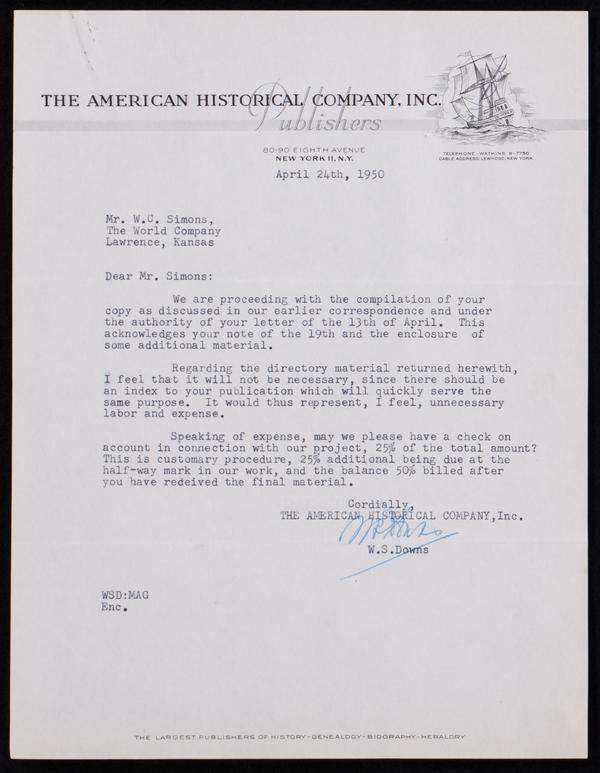 THE AMERICAN HISTORICAL COMPANY, INC.
Publishers
80-90 EIGHTH AVENUE
NEW YORK 11, N.Y.
TELEPHONE - WATKINS 9-7750
CABLE ADDRESS: LEWHOSO, NEW YORK
April 24th, 1950
Mr. W.C. Simons,
The World Company
Lawrence, Kansas
Dear Mr. Simons:
We are proceeding with the compilation of your
copy as discussed in our earlier correspondence and under
the authority of your letter of the 13th of April. This
acknowledges your note of the 19th and the enclosure of
some additional material.
Regarding the directory material returned herewith,
I feel that it will not be necessary, since there should be
an index to your publication which will quickly serve the
same purpose. It would thus represent, I feel, unnecessary
labor and expense.
Speaking of expense, may we please have a check on
account in connection with our project, 25% of the total amount?
This is customary procedure, 25% additional being due at the
half-way mark in our work, and the balance 50% billed after
you have redeived the final material.
Cordially,
THE AMERICAN HISTORICAL COMPANY,Inc.
W.S.Downs
WSD:MAG
Enc.
THE LARGEST PUBLISHERS OF HISTORY-GENEALOGY-BIOGRAPHY-HERALDRY